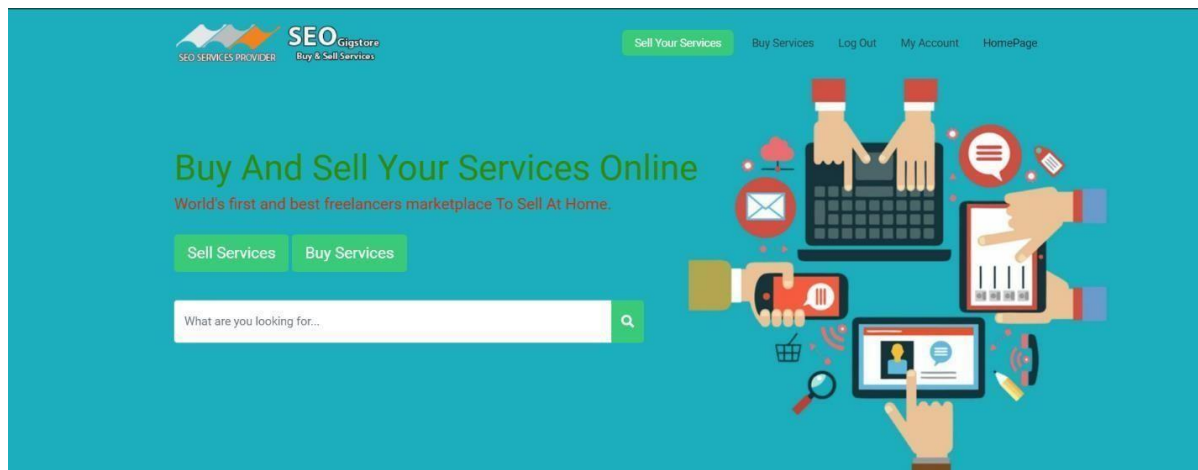 SEO SERVICES PROVIDER
SEO Gigstore
Buy & Sell Services
Sell Your Services Buy Services Log Out My Account HomePage
Buy And Sell Your Services Online
World's first and best freelancers marketplace To Sell At Home.
Sell Services Buy Services
What are you looking for...